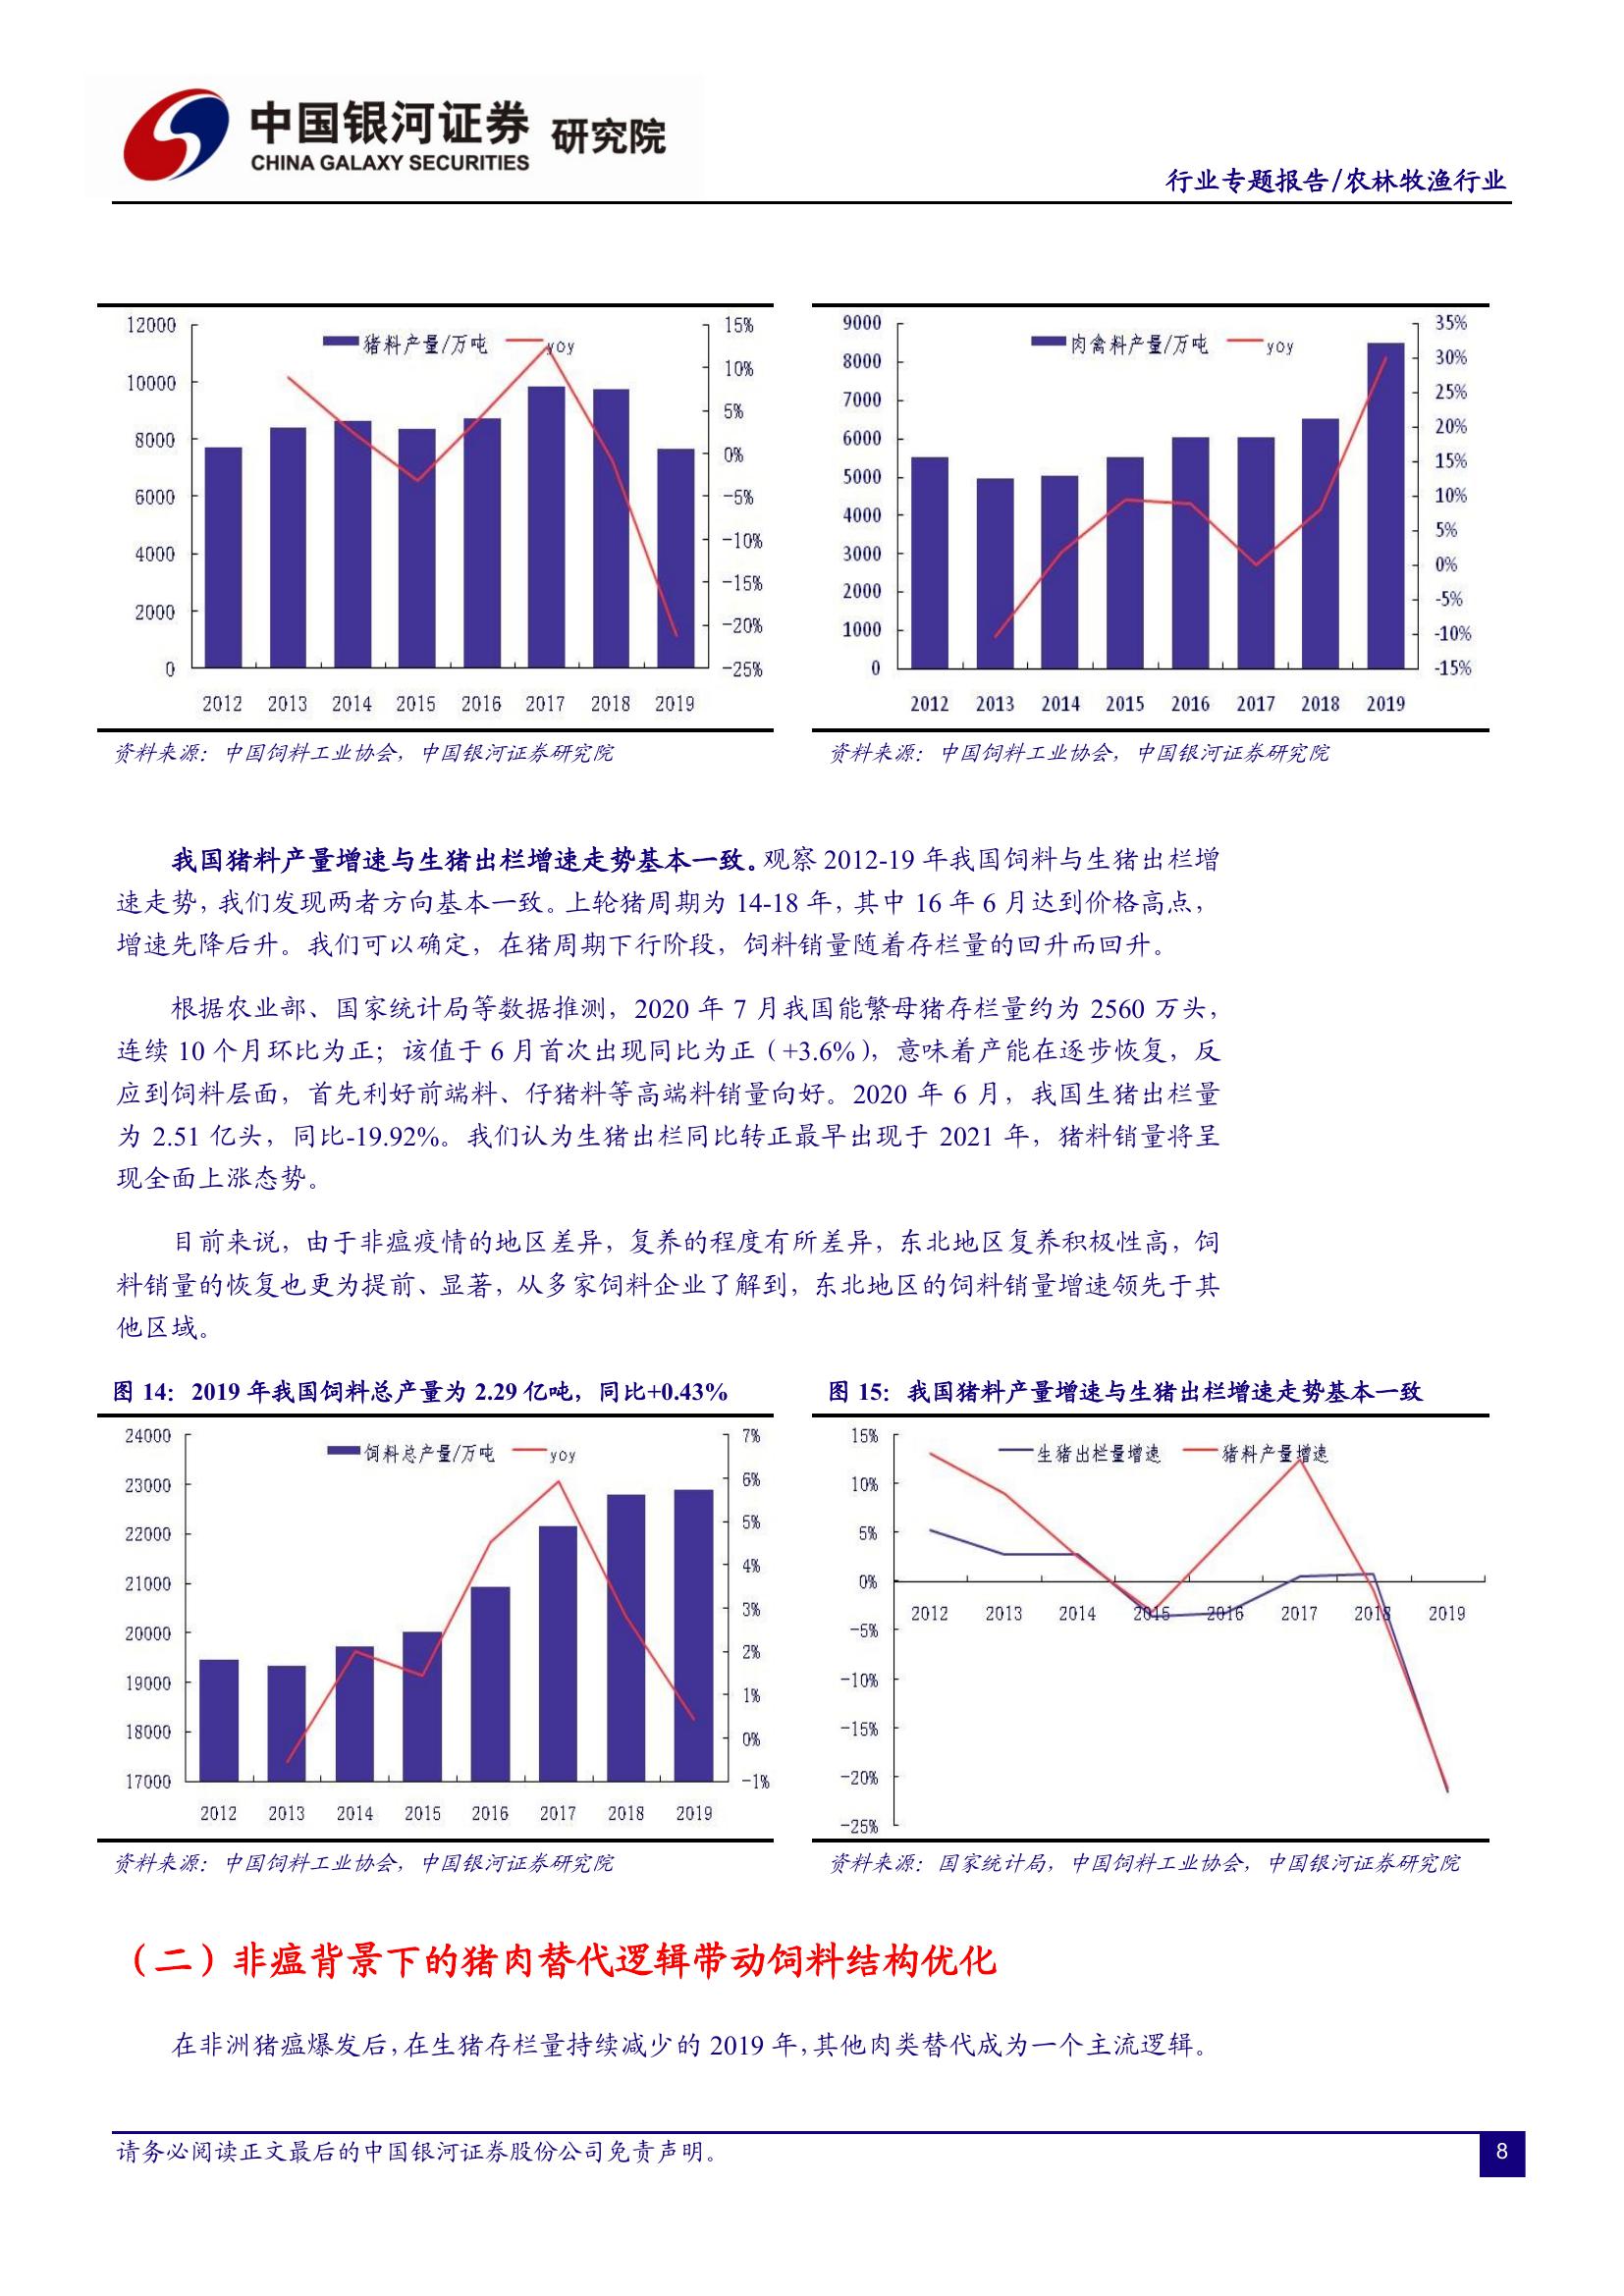 中国银河证券 研究院
CHINA GALAXY SECURITIES
行业专题报告/农林牧渔行业
猪料产量/万吨 yoy
12000
10000
8000
6000
4000
2000
0
15%
10%
5%
0%
-5%
-10%
-15%
-20%
-25%
2012 2013 2014 2015 2016 2017 2018 2019
资料来源：中国饲料工业协会，中国银河证券研究院
肉禽料产量/万吨 yoy
9000
8000
7000
6000
5000
4000
3000
2000
1000
0
35%
30%
25%
20%
15%
10%
5%
0%
-5%
-10%
-15%
2012 2013 2014 2015 2016 2017 2018 2019
资料来源：中国饲料工业协会，中国银河证券研究院
我国猪料产量增速与生猪出栏增速走势基本一致。观察 2012-19 年我国饲料与生猪出栏增
速走势，我们发现两者方向基本一致。上轮猪周期为 14-18 年，其中 16 年 6 月达到价格高点，
增速先降后升。我们可以确定，在猪周期下行阶段，饲料销量随着存栏量的回升而回升。
根据农业部、国家统计局等数据推测，2020 年 7 月我国能繁母猪存栏量约为 2560 万头，
连续 10 个月环比为正；该值于 6 月首次出现同比为正（+3.6%），意味着产能在逐步恢复，反
应到饲料层面，首先利好前端料、仔猪料等高端料销量向好。2020 年 6 月，我国生猪出栏量
为 2.51 亿头，同比-19.92%。我们认为生猪出栏同比转正最早出现于 2021 年，猪料销量将呈
现全面上涨态势。
目前来说，由于非瘟疫情的地区差异，复养的程度有所差异，东北地区复养积极性高，饲
料销量的恢复也更为提前、显著，从多家饲料企业了解到，东北地区的饲料销量增速领先于其
他区域。
图 14：2019 年我国饲料总产量为 2.29 亿吨，同比+0.43%
饲料总产量/万吨 yoy
24000
23000
22000
21000
20000
19000
18000
17000
7%
6%
5%
4%
3%
2%
1%
0%
-1%
2012 2013 2014 2015 2016 2017 2018 2019
资料来源：中国饲料工业协会，中国银河证券研究院
图 15：我国猪料产量增速与生猪出栏增速走势基本一致
生猪出栏量增速 猪料产量增速
15%
10%
5%
0%
-5%
-10%
-15%
-20%
-25%
2012 2013 2014 2015 2016 2017 2018 2019
资料来源：国家统计局，中国饲料工业协会，中国银河证券研究院
（二）非瘟背景下的猪肉替代逻辑带动饲料结构优化
在非洲猪瘟爆发后，在生猪存栏量持续减少的 2019 年，其他肉类替代成为一个主流逻辑。
请务必阅读正文最后的中国银河证券股份公司免责声明。
8